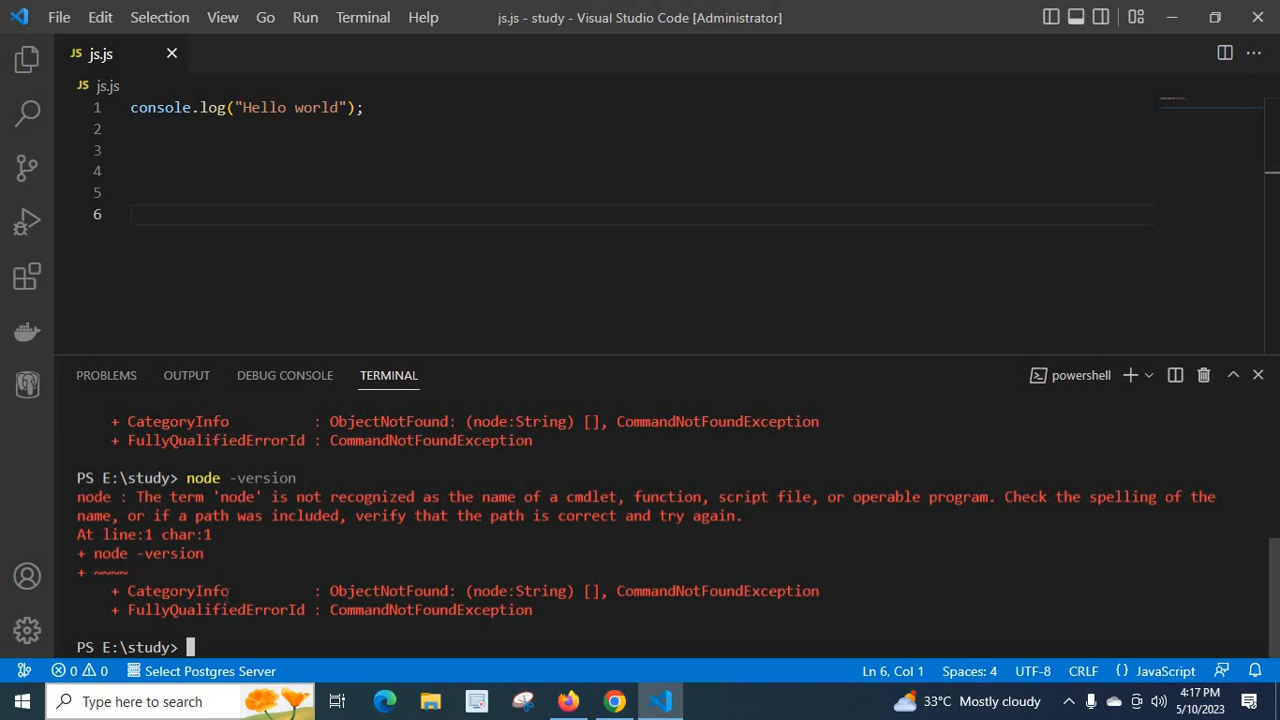 File Edit Selection View Go Run Terminal Help js.js - study - Visual Studio Code [Administrator]
JS js.js
JS js.js
1 console.log("Hello world");
2
3
4
5
6
PROBLEMS OUTPUT DEBUG CONSOLE TERMINAL powershell
+ CategoryInfo : ObjectNotFound: (node:String) [], CommandNotFoundException
+ FullyQualifiedErrorId : CommandNotFoundException
PS E:\study> node -version
node : The term 'node' is not recognized as the name of a cmdlet, function, script file, or operable program. Check the spelling of the
name, or if a path was included, verify that the path is correct and try again.
At line:1 char:1
+ node -version
+ ~~~~
+ CategoryInfo : ObjectNotFound: (node:String) [], CommandNotFoundException
+ FullyQualifiedErrorId : CommandNotFoundException
PS E:\study>
0 0 Select Postgres Server Ln 6, Col 1 Spaces: 4 UTF-8 CRLF {} JavaScript
Type here to search 33°C Mostly cloudy 4:17 PM
5/10/2023